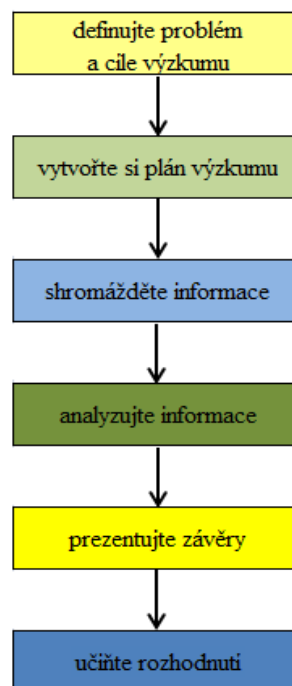 definujte problém
a cíle výzkumu
vytvořte si plán výzkumu
shromážděte informace
analyzujte informace
prezentujte závěry
učiňte rozhodnutí